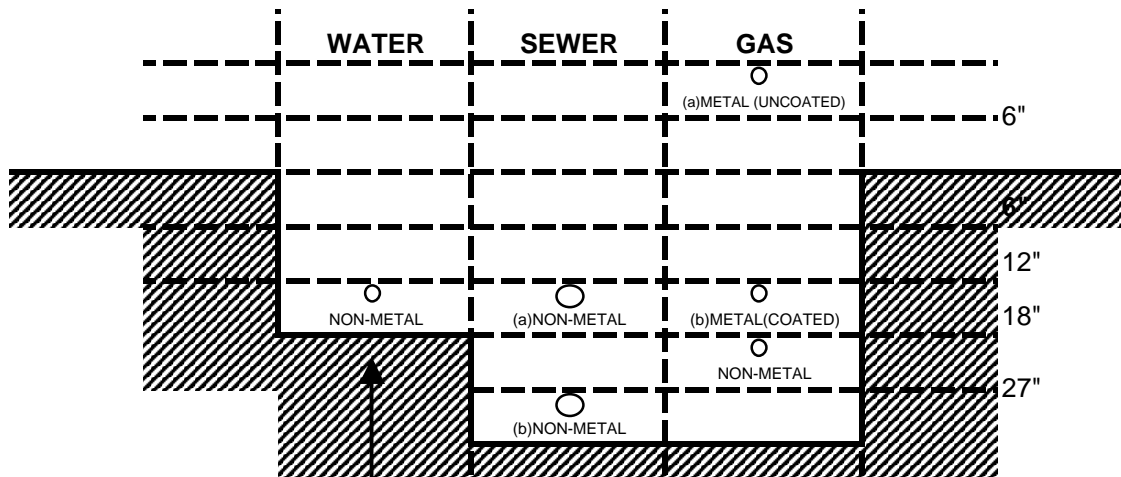 WATER SEWER GAS
(a)METAL (UNCOATED)
6"
6"
12"
NON-METAL (a)NON-METAL (b)METAL(COATED)
18"
NON-METAL
27"
(b)NON-METAL